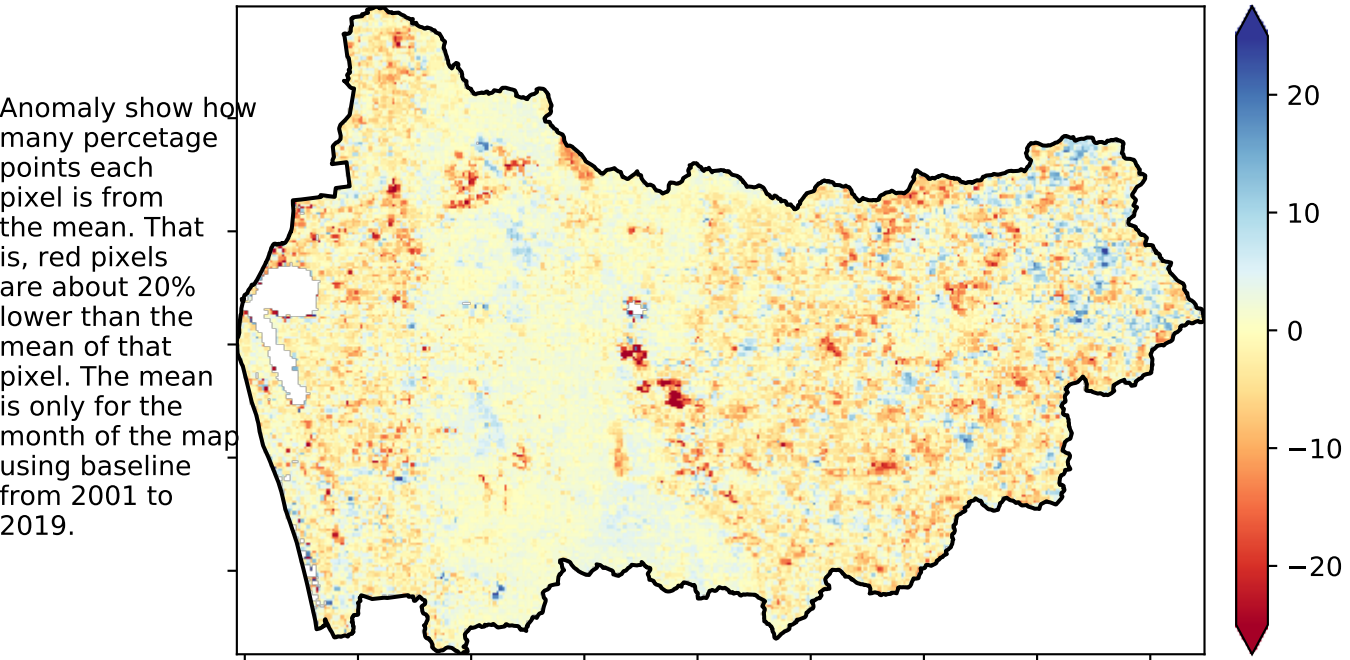 Anomaly show how
many percetage
points each
pixel is from
the mean. That
is, red pixels
are about 20%
lower than the
mean of that
pixel. The mean
is only for the
month of the map
using baseline
from 2001 to
2019.
20
10
0
−10
−20